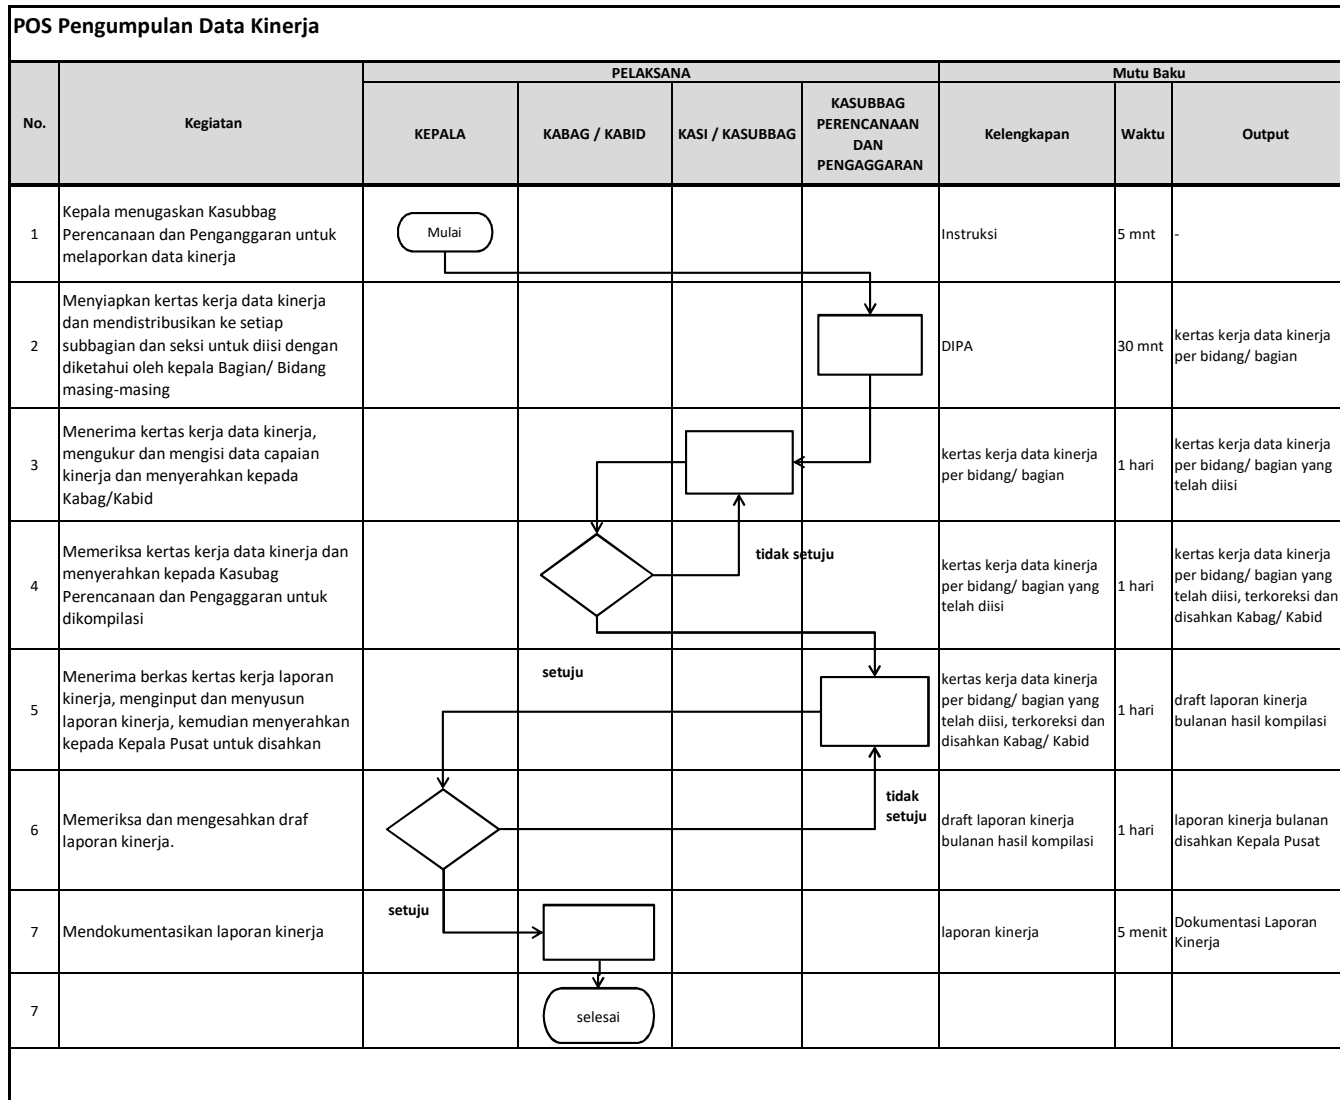 POS Pengumpulan Data Kinerja
No.
Kegiatan
PELAKSANA
Mutu Baku
KEPALA
KABAG / KABID
KASI / KASUBBAG
KASUBBAG
PERENCANAAN
DAN
PENGAGGARAN
Kelengkapan
Waktu
Output
1
Kepala menugaskan Kasubbag
Perencanaan dan Penganggaran untuk
melaporkan data kinerja
Mulai
Instruksi
5 mnt
-
2
Menyiapkan kertas kerja data kinerja
dan mendistribusikan ke setiap
subbagian dan seksi untuk diisi dengan
diketahui oleh kepala Bagian/ Bidang
masing-masing
DIPA
30 mnt
kertas kerja data kinerja
per bidang/ bagian
3
Menerima kertas kerja data kinerja,
mengukur dan mengisi data capaian
kinerja dan menyerahkan kepada
Kabag/Kabid
kertas kerja data kinerja
per bidang/ bagian
1 hari
kertas kerja data kinerja
per bidang/ bagian yang
telah diisi
4
Memeriksa kertas kerja data kinerja dan
menyerahkan kepada Kasubag
Perencanaan dan Pengaggaran untuk
dikompilasi
tidak setuju
kertas kerja data kinerja
per bidang/ bagian yang
telah diisi
1 hari
kertas kerja data kinerja
per bidang/ bagian yang
telah diisi, terkoreksi dan
disahkan Kabag/ Kabid
5
Menerima berkas kertas kerja laporan
kinerja, menginput dan menyusun
laporan kinerja, kemudian menyerahkan
kepada Kepala Pusat untuk disahkan
setuju
kertas kerja data kinerja
per bidang/ bagian yang
telah diisi, terkoreksi dan
disahkan Kabag/ Kabid
1 hari
draft laporan kinerja
bulanan hasil kompilasi
6
Memeriksa dan mengesahkan draf
laporan kinerja.
tidak
setuju
draft laporan kinerja
bulanan hasil kompilasi
1 hari
laporan kinerja bulanan
disahkan Kepala Pusat
7
Mendokumentasikan laporan kinerja
setuju
laporan kinerja
5 menit
Dokumentasi Laporan
Kinerja
7
selesai